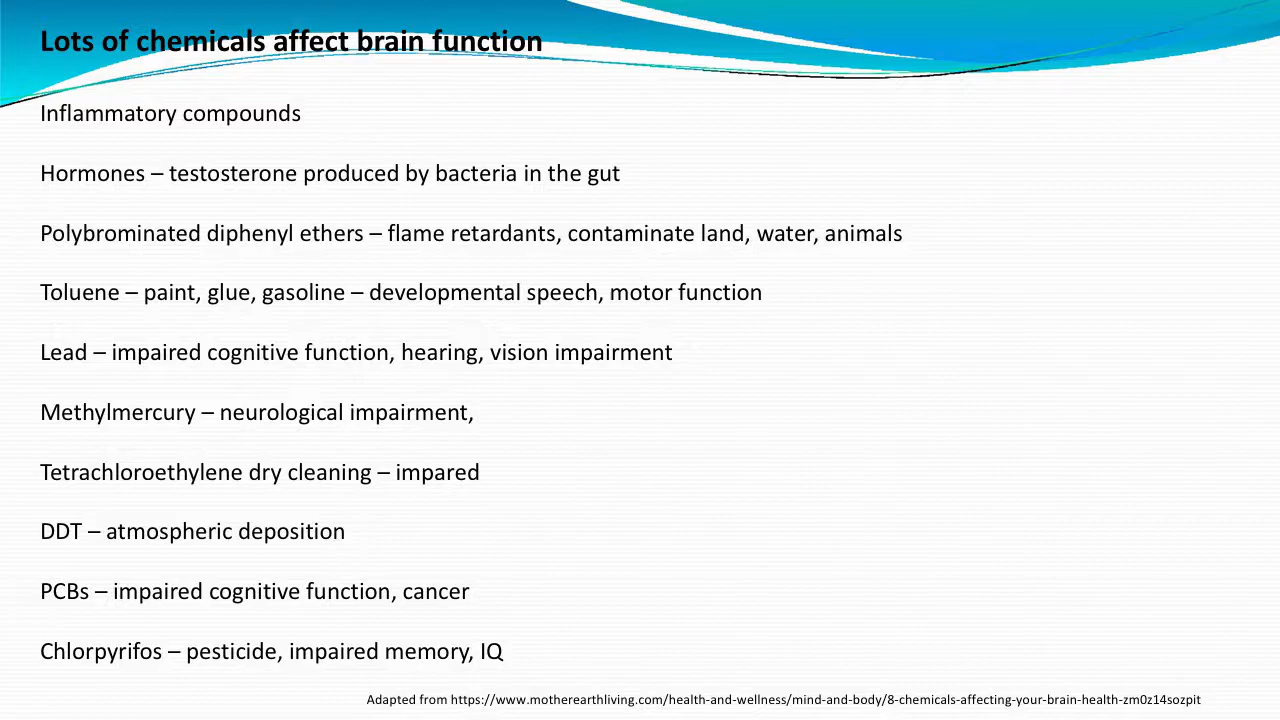 Lots of chemicals affect brain function
Inflammatory compounds
Hormones – testosterone produced by bacteria in the gut
Polybrominated diphenyl ethers – flame retardants, contaminate land, water, animals
Toluene – paint, glue, gasoline – developmental speech, motor function
Lead – impaired cognitive function, hearing, vision impairment
Methylmercury – neurological impairment,
Tetrachloroethylene dry cleaning – impared
DDT – atmospheric deposition
PCBs – impaired cognitive function, cancer
Chlorpyrifos – pesticide, impaired memory, IQ
Adapted from https://www.motherearthliving.com/health-and-wellness/mind-and-body/8-chemicals-affecting-your-brain-health-zm0z14sozpit